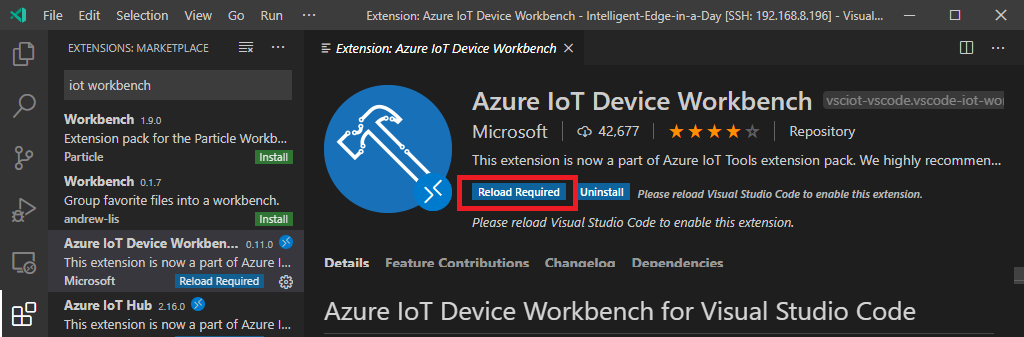 File Edit Selection View Go Run ··· Extension: Azure IoT Device Workbench - Intelligent-Edge-in-a-Day [SSH: 192.168.8.196] - Visual...
EXTENSIONS: MARKETPLACE
Extension: Azure IoT Device Workbench
iot workbench
Workbench 1.9.0
Extension pack for the Particle Workb...
Particle Install
Workbench 0.1.7
Group favorite files into a workbench.
andrew-lis Install
Azure IoT Device Workben... 0.11.0
This extension is now a part of Azure I...
Microsoft Reload Required
Azure IoT Hub 2.16.0
This extension is now a part of Azure I...
Azure IoT Device Workbench vsciot-vscode.vscode-iot-wo
Microsoft 42,677 Repository
This extension is now a part of Azure IoT Tools extension pack. We highly recommen...
Reload Required Uninstall Please reload Visual Studio Code to enable this extension.
Please reload Visual Studio Code to enable this extension.
Details Feature Contributions Changelog Dependencies
Azure IoT Device Workbench for Visual Studio Code